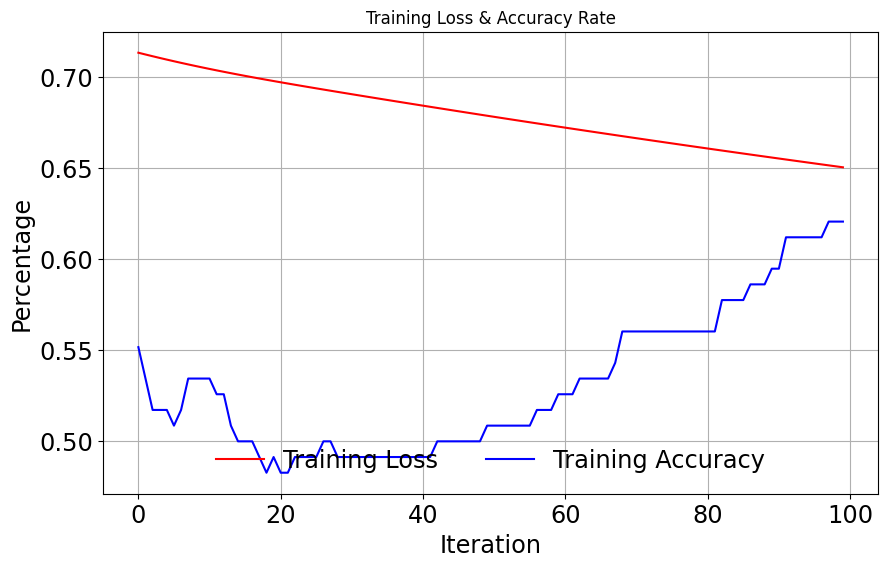 Training Loss & Accuracy Rate
0.70
0.65
0.60
0.55
0.50
Percentage
Training Loss Training Accuracy
0 20 40 60 80 100
Iteration